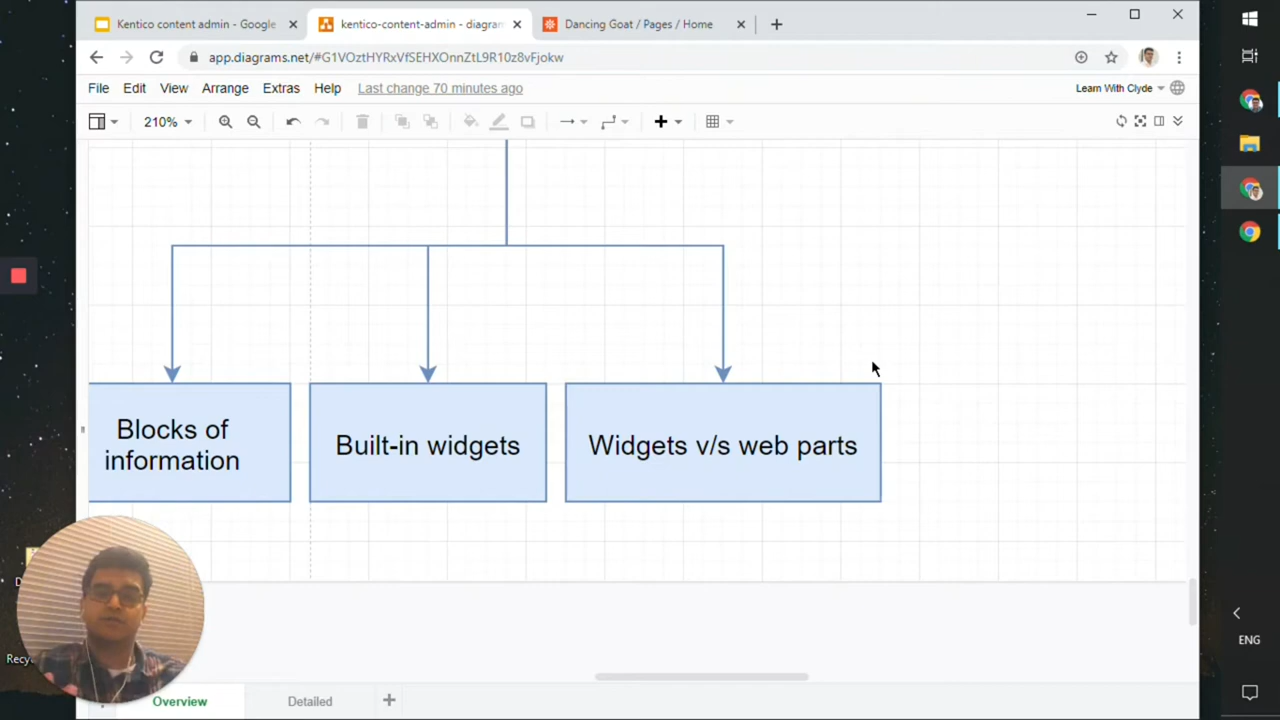 Kentico content admin - Google
kentico-content-admin - diagram
Dancing Goat / Pages / Home
app.diagrams.net/#G1VOztHYRxVfSEHXOnnZtL9R10z8vFjokw
File Edit View Arrange Extras Help Last change 70 minutes ago
Learn With Clyde
210%
Blocks of
information
Built-in widgets
Widgets v/s web parts
ENG
Overview
Detailed